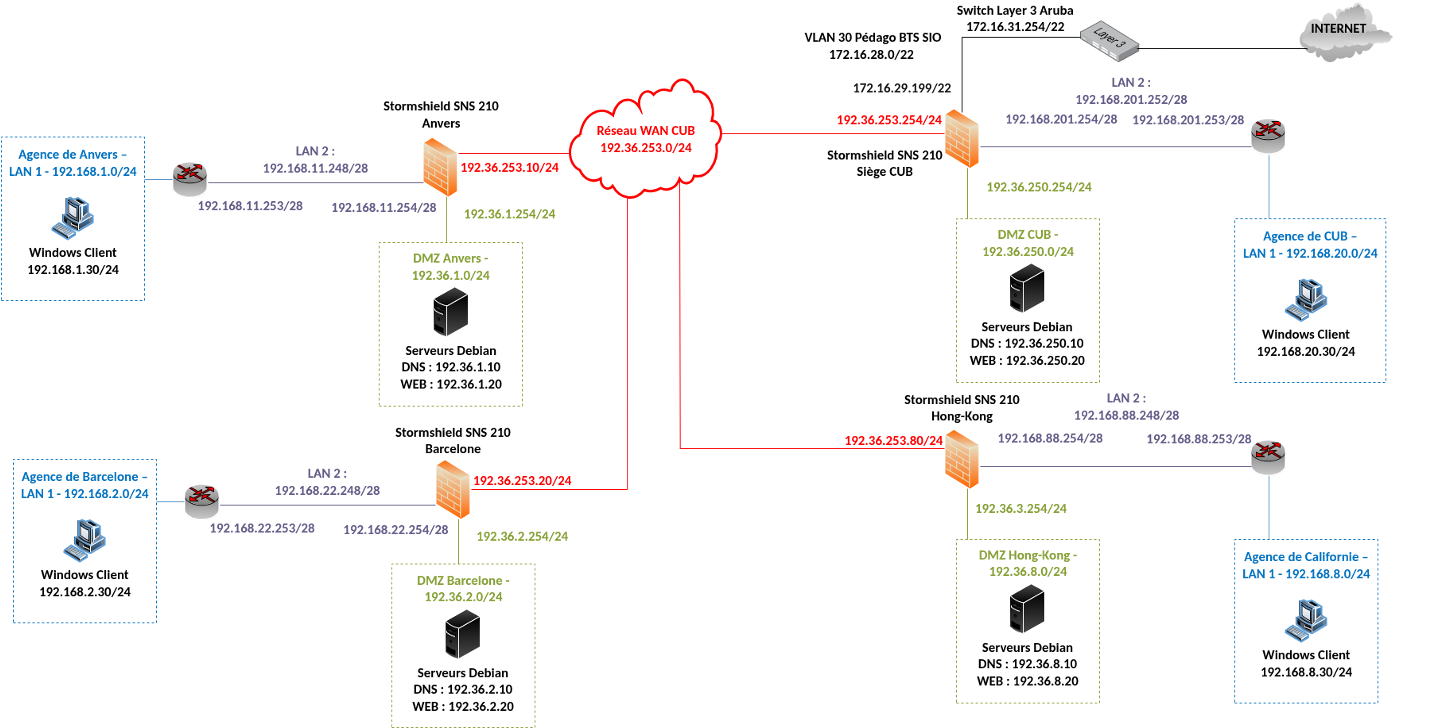 Switch Layer 3 Aruba
172.16.31.254/22
Layer 3
INTERNET
VLAN 30 Pédago BTS SIO
172.16.28.0/22
172.16.29.199/22
LAN 2 :
192.168.201.252/28
192.36.253.254/24
192.168.201.254/28
192.168.201.253/28
Stormshield SNS 210
Siège CUB
192.36.250.254/24
Stormshield SNS 210
Anvers
Réseau WAN CUB
192.36.253.0/24
Agence de Anvers –
LAN 1 - 192.168.1.0/24
LAN 2 :
192.168.11.248/28
192.36.253.10/24
192.168.11.253/28
192.168.11.254/28
192.36.1.254/24
Windows Client
192.168.1.30/24
DMZ Anvers -
192.36.1.0/24
Serveurs Debian
DNS : 192.36.1.10
WEB : 192.36.1.20
DMZ CUB -
192.36.250.0/24
Serveurs Debian
DNS : 192.36.250.10
WEB : 192.36.250.20
Agence de CUB –
LAN 1 - 192.168.20.0/24
Windows Client
192.168.20.30/24
Stormshield SNS 210
Barcelone
Agence de Barcelone –
LAN 1 - 192.168.2.0/24
LAN 2 :
192.168.22.248/28
192.36.253.20/24
192.168.22.253/28
192.168.22.254/28
192.36.2.254/24
Windows Client
192.168.2.30/24
DMZ Barcelone -
192.36.2.0/24
Serveurs Debian
DNS : 192.36.2.10
WEB : 192.36.2.20
Stormshield SNS 210
Hong-Kong
LAN 2 :
192.168.88.248/28
192.36.253.80/24
192.168.88.254/28
192.168.88.253/28
192.36.3.254/24
DMZ Hong-Kong -
192.36.8.0/24
Serveurs Debian
DNS : 192.36.8.10
WEB : 192.36.8.20
Agence de Californie –
LAN 1 - 192.168.8.0/24
Windows Client
192.168.8.30/24